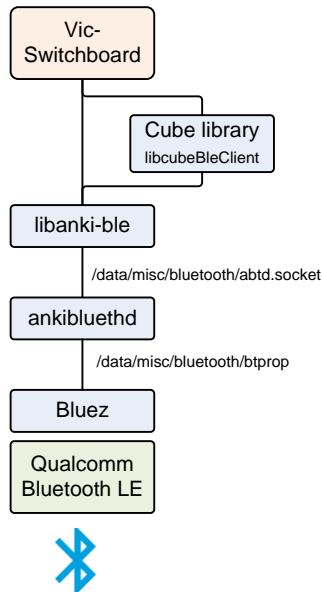 Vic-
Switchboard
Cube library
libcubeBleClient
libanki-ble
/data/misc/bluetooth/abtd.socket
ankibluethd
/data/misc/bluetooth/btprop
Bluez
Qualcomm
Bluetooth LE